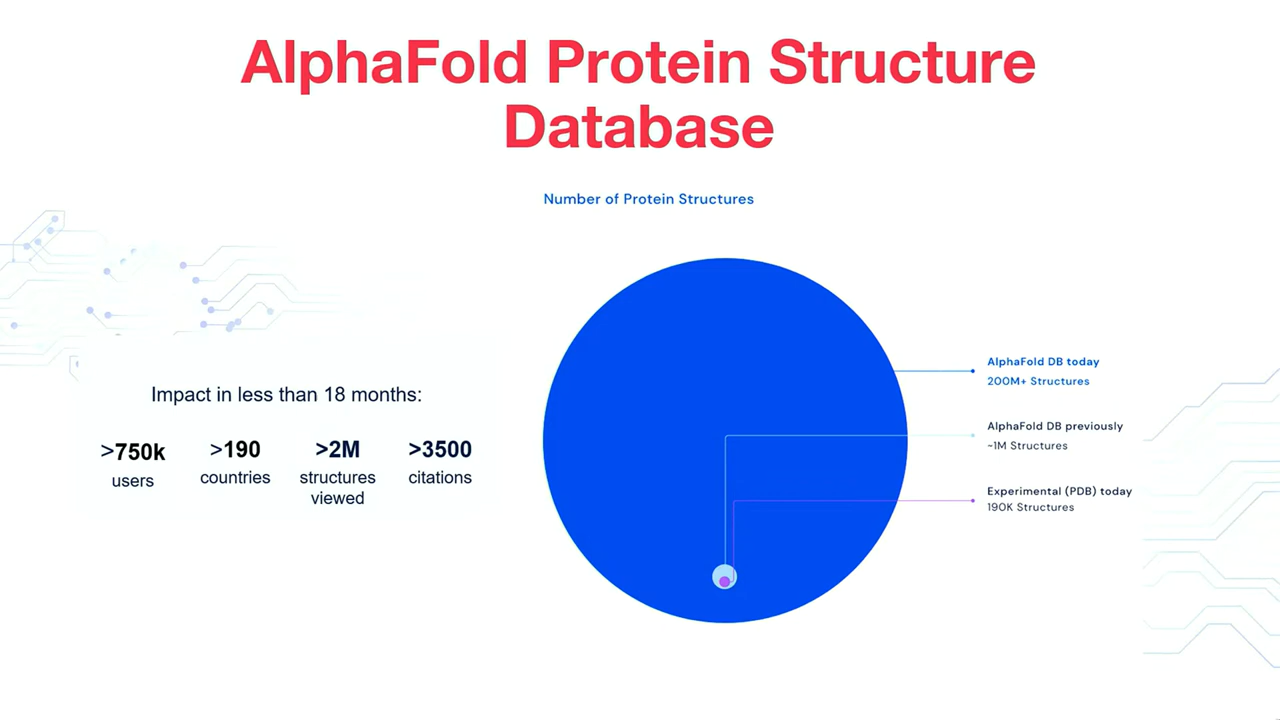 AlphaFold Protein Structure
Database
Number of Protein Structures
Impact in less than 18 months:
>750k
users
>190
countries
>2M
structures
viewed
>3500
citations
AlphaFold DB today
200M+ Structures
AlphaFold DB previously
~1M Structures
Experimental (PDB) today
190K Structures